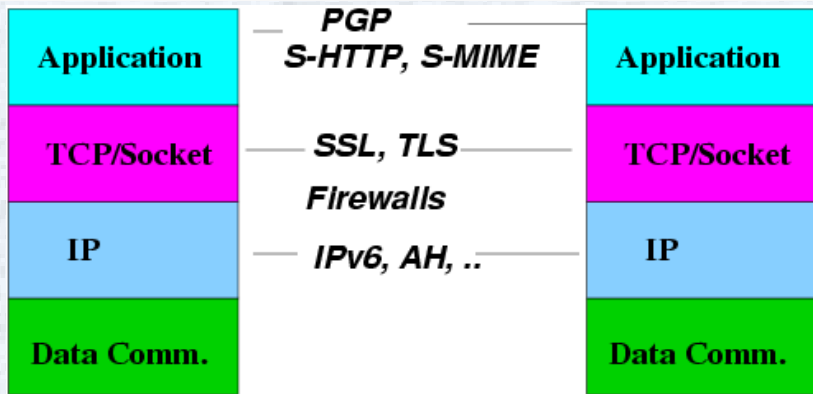 PGP
Application S-HTTP, S-MIME Application
TCP/Socket SSL, TLS TCP/Socket
Firewalls
IP IPv6, AH, .. IP
Data Comm. Data Comm.